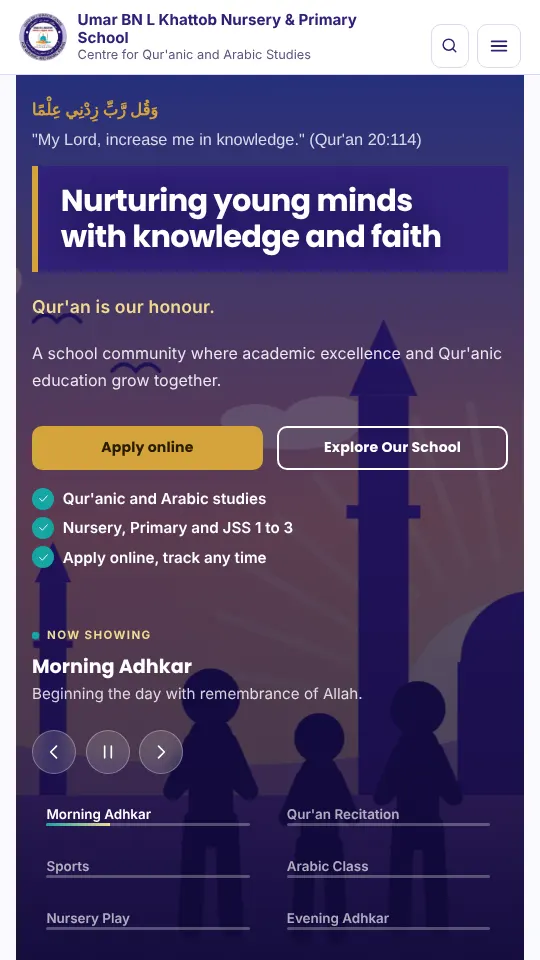 Umar BN L Khattob Nursery & Primary
School
Centre for Qur'anic and Arabic Studies
وَقُل رَّبِّ زِدْنِي عِلْمًا
"My Lord, increase me in knowledge." (Qur'an 20:114)
Nurturing young minds
with knowledge and faith
Qur'an is our honour.
A school community where academic excellence and Qur'anic
education grow together.
Apply online
Explore Our School
Qur'anic and Arabic studies
Nursery, Primary and JSS 1 to 3
Apply online, track any time
NOW SHOWING
Morning Adhkar
Beginning the day with remembrance of Allah.
Morning Adhkar
Qur'an Recitation
Sports
Arabic Class
Nursery Play
Evening Adhkar